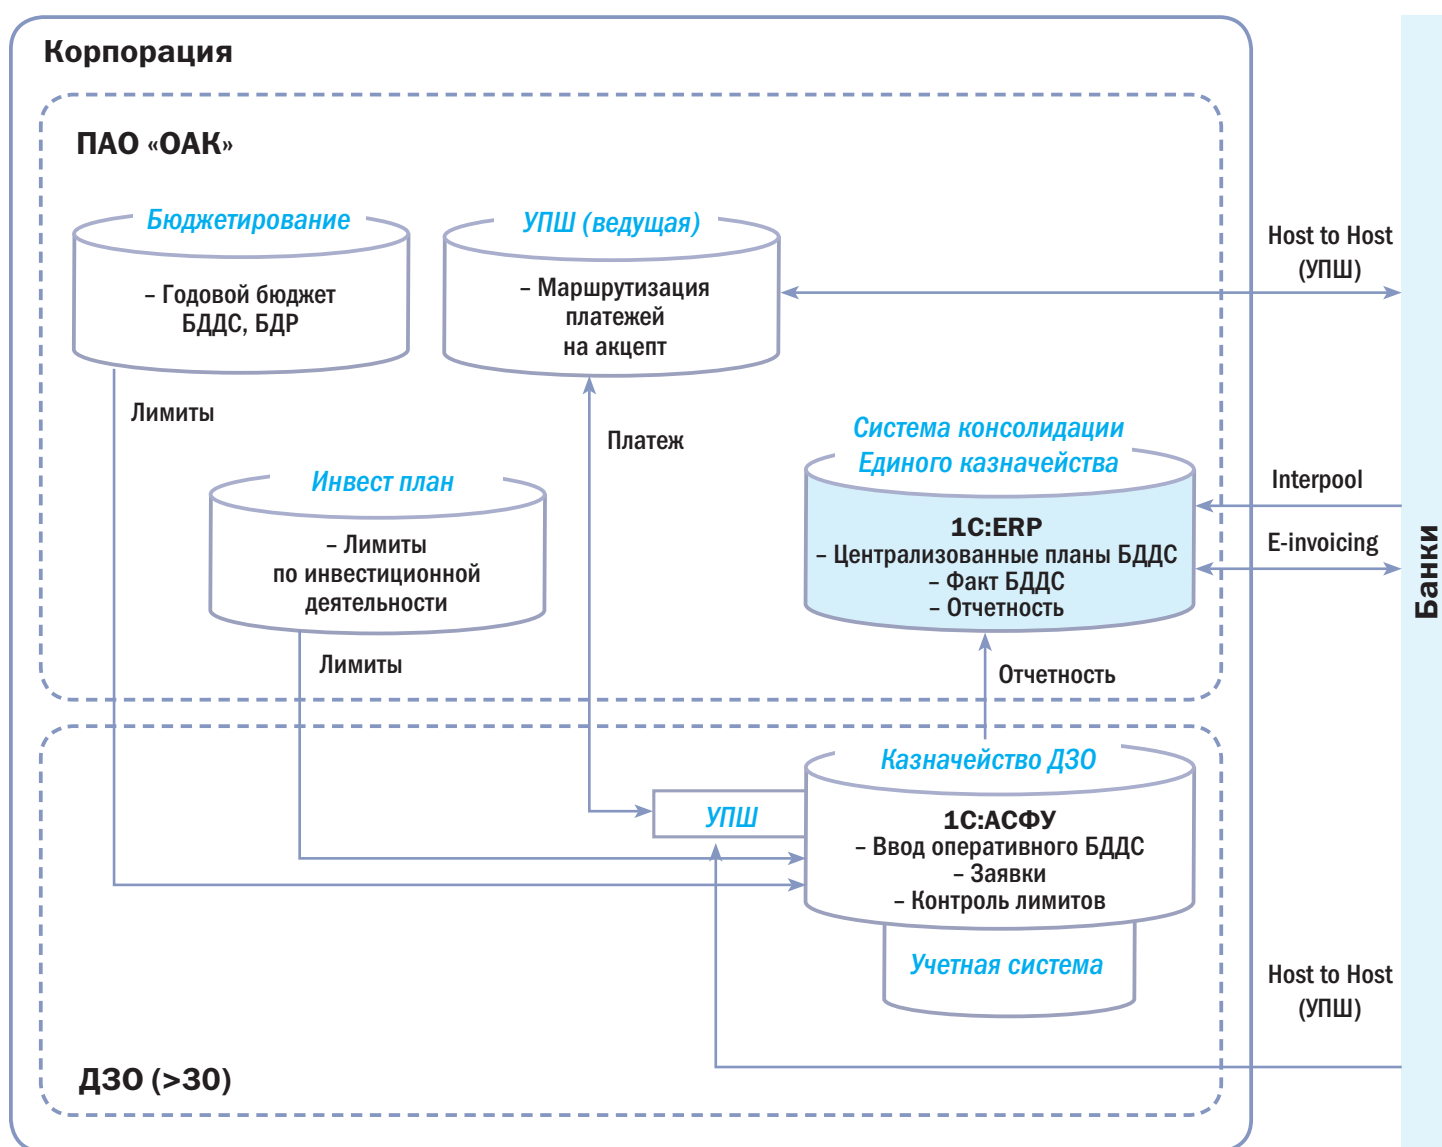 Корпорация
ПАО «ОАК»
Бюджетирование
– Годовой бюджет
БДДС, БДР
УПШ (ведущая)
– Маршрутизация
платежей
на акцепт
Host to Host
(УПШ)
Лимиты
Платеж
Инвест план
– Лимиты
по инвестиционной
деятельности
Система консолидации
Единого казначейства
1С:ERP
– Централизованные планы БДДС
– Факт БДДС
– Отчетность
Interpool
E-invoicing
Банки
Лимиты
Отчетность
Казначейство ДЗО
УПШ
1С:АСФУ
– Ввод оперативного БДДС
– Заявки
– Контроль лимитов
Учетная система
Host to Host
(УПШ)
ДЗО (>30)